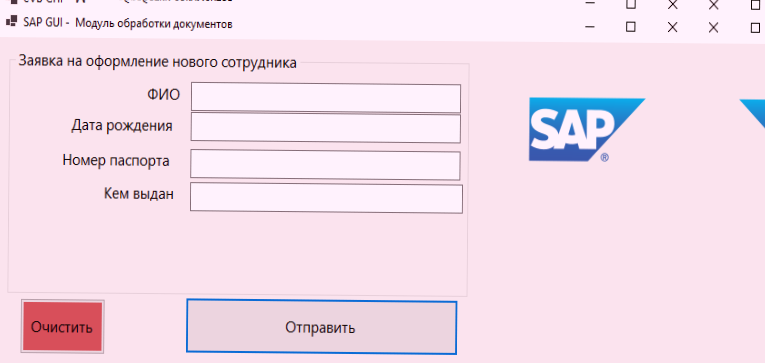 SAP GUI - Модуль обработки документов
Заявка на оформление нового сотрудника
ФИО
Дата рождения
Номер паспорта
Кем выдан
SAP
®
Очистить
Отправить